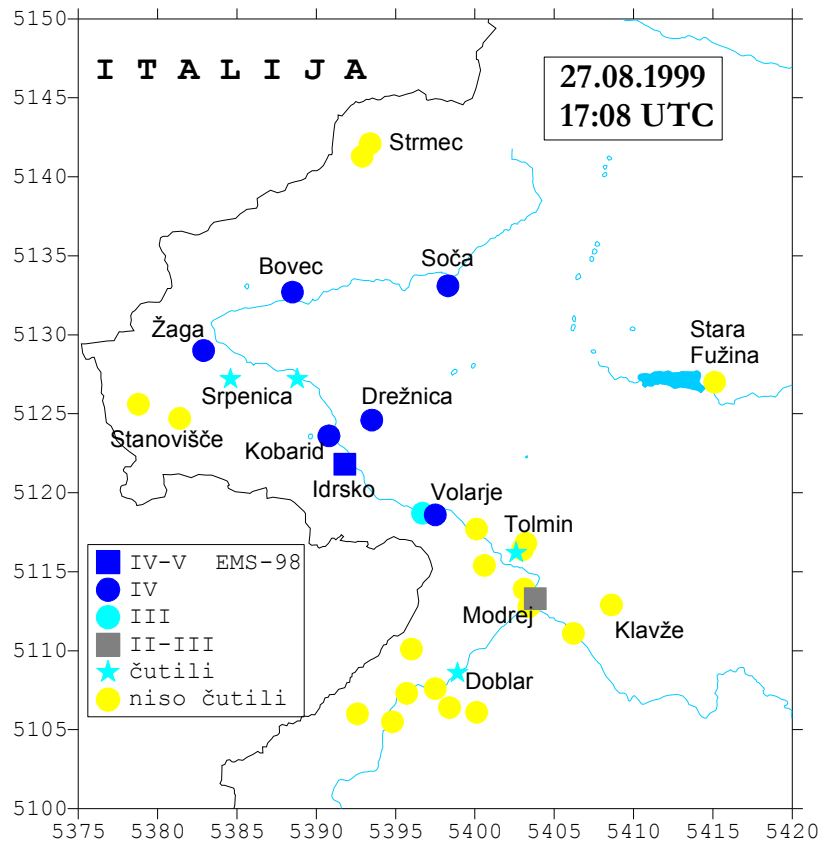 5150
I T A L I J A
27.08.1999
17:08 UTC
5145
Strmec
5140
5135
Bovec
Soča
5130
Žaga
Stara
Fužina
5125
Srpenica
Drežnica
Stanovišče
Kobarid
Idrsko
5120
Volarje
Tolmin
5115
IV-V EMS-98
IV
III
II-III
čutili
niso čutili
Modrej
Klavže
5110
Doblar
5105
5100
5375 5380 5385 5390 5395 5400 5405 5410 5415 5420